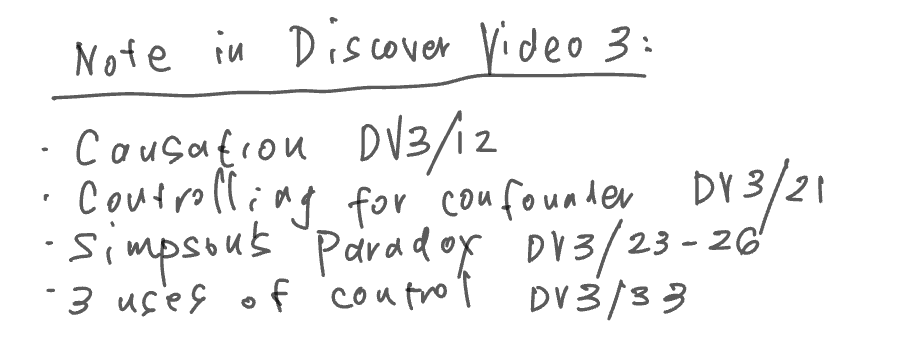 Note in Discover Video 3:
· Causation DV3/12
· Controlling for confounder DV3/21
· Simpson's Paradox DV3/23-26
- 3 uses of control DV3/33